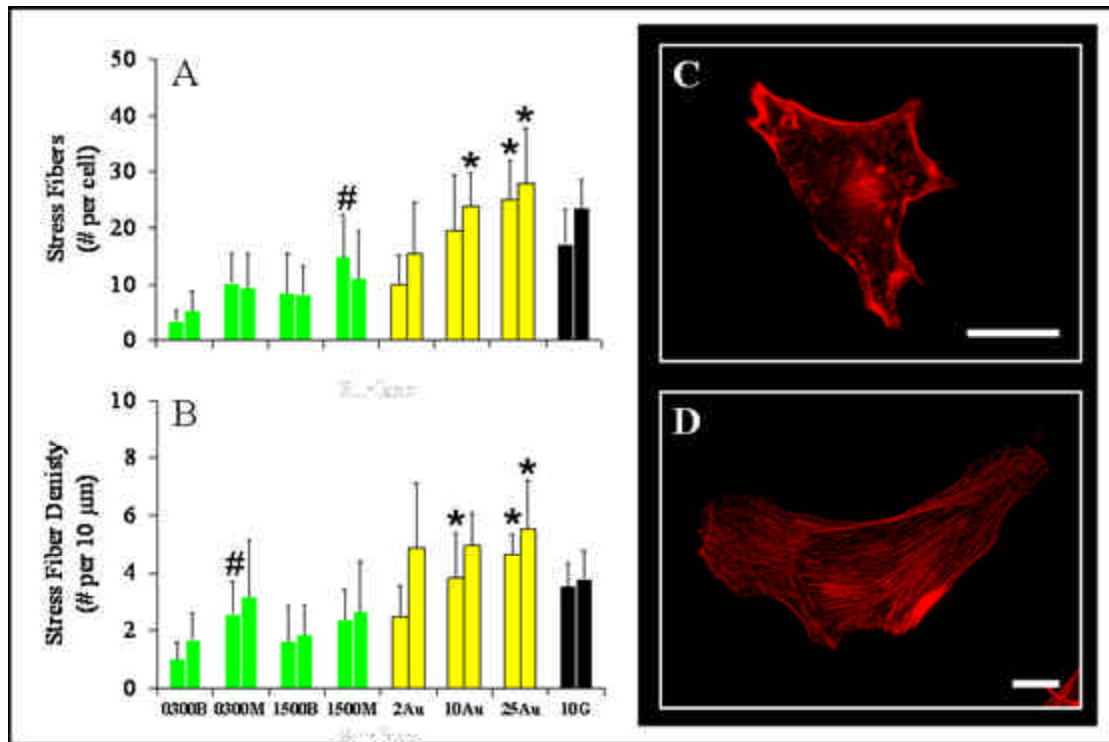 A
Stress Fibers
(# per cell)
50
40
30
20
10
0
#
*
*
*
B
Stress Fiber Denisty
(# per 10 µm)
10
8
6
4
2
0
#
*
*
*
0300B 0300M 1500B 1500M 2Au 10Au 25Au 10G
C
D